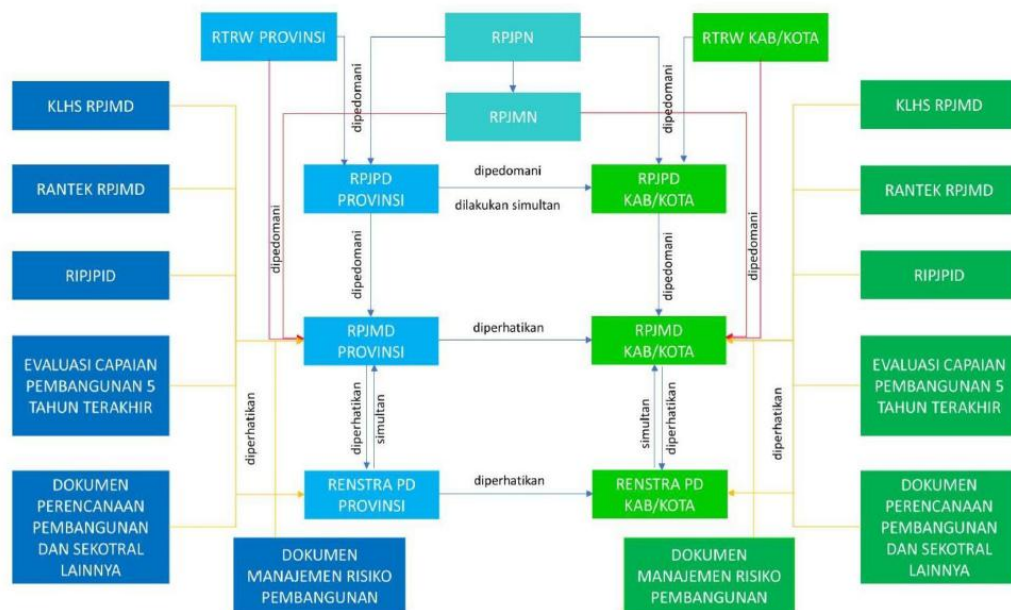 RTRW PROVINSI
RPJPN
RTRW KAB/KOTA
KLHS RPJMD
dipedomani
dipedomani
RPJMN
dipedomani
dipedomani
KLHS RPJMD
RANTEK RPJMD
RPJPD
PROVINSI
dipedomani
dilakukan simultan
RPJPD
KAB/KOTA
RANTEK RPJMD
RIPJPID
dipedomani
dipedomani
dipedomani
dipedomani
RIPJPID
EVALUASI CAPAIAN
PEMBANGUNAN 5
TAHUN TERAKHIR
RPJMD
PROVINSI
diperhatikan
RPJMD
KAB/KOTA
EVALUASI CAPAIAN
PEMBANGUNAN 5
TAHUN TERAKHIR
diperhatikan
diperhatikan
simultan
simultan
diperhatikan
diperhatikan
DOKUMEN
PERENCANAAN
PEMBANGUNAN
DAN SEKOTRAL
LAINNYA
RENSTRA PD
PROVINSI
diperhatikan
RENSTRA PD
KAB/KOTA
DOKUMEN
PERENCANAAN
PEMBANGUNAN
DAN SEKOTRAL
LAINNYA
DOKUMEN
MANAJEMEN RISIKO
PEMBANGUNAN
DOKUMEN
MANAJEMEN RISIKO
PEMBANGUNAN